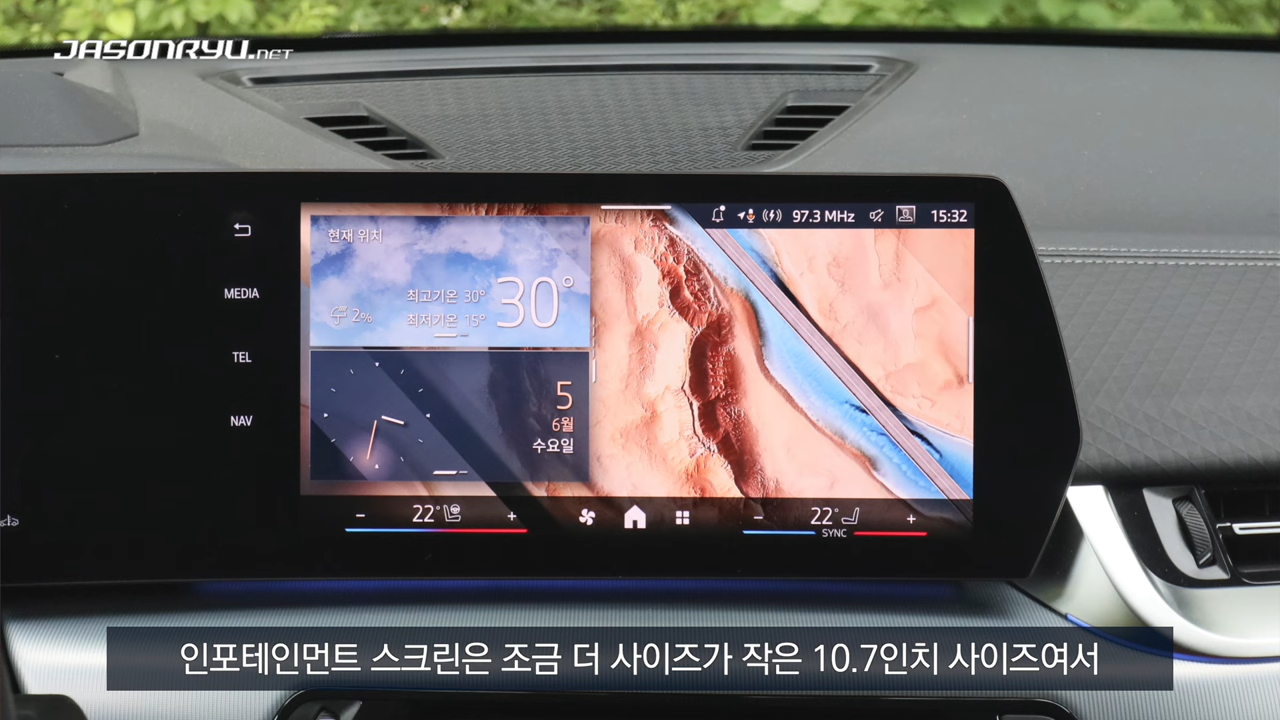 JASONRYU.NET
97.3 MHz
15:32
현재 위치
MEDIA
최고기온 30°
30°
2%
최저기온 15°
TEL
5
6월
수요일
NAV
− 22° +
− 22° +
SYNC
인포테인먼트 스크린은 조금 더 사이즈가 작은 10.7인치 사이즈여서